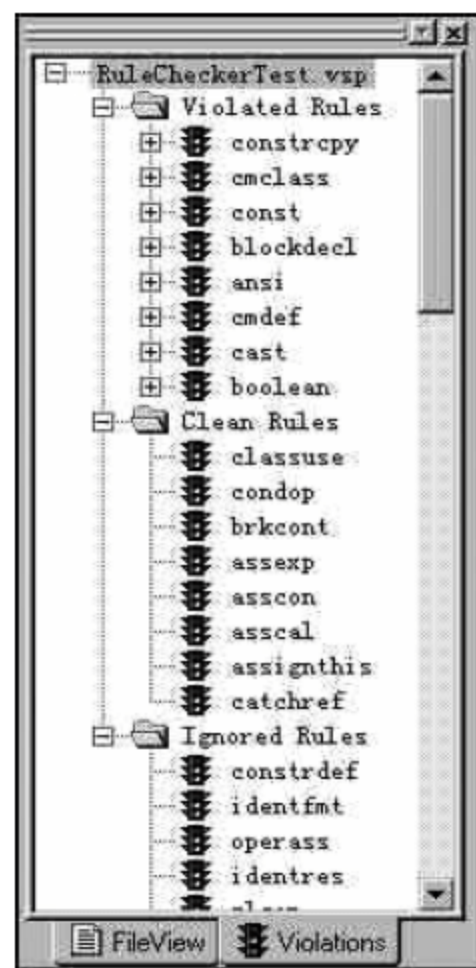 RuleCheckerTest.vsp
Violated Rules
constrcpy
cmclass
const
blockdecl
ansi
cmdef
cast
boolean
Clean Rules
classuse
condop
brkcont
assexp
asscon
asscal
assignthis
catchref
Ignored Rules
constrdef
identfmt
operass
identres
FileView
Violations